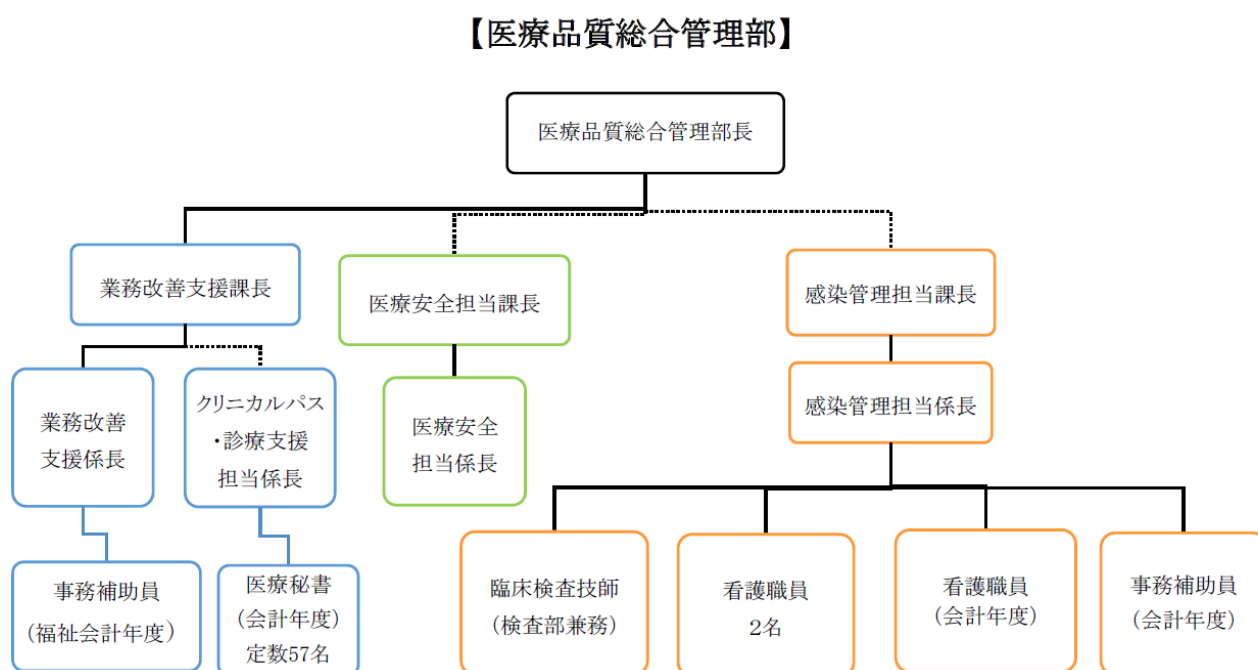 【医療品質総合管理部】
医療品質総合管理部長
業務改善支援課長
医療安全担当課長
感染管理担当課長
業務改善
支援係長
クリニカルパス
・診療支援
担当係長
医療安全
担当係長
感染管理担当係長
事務補助員
(福祉会計年度)
医療秘書
(会計年度)
定数57名
臨床検査技師
(検査部兼務)
看護職員
2名
看護職員
(会計年度)
事務補助員
(会計年度)